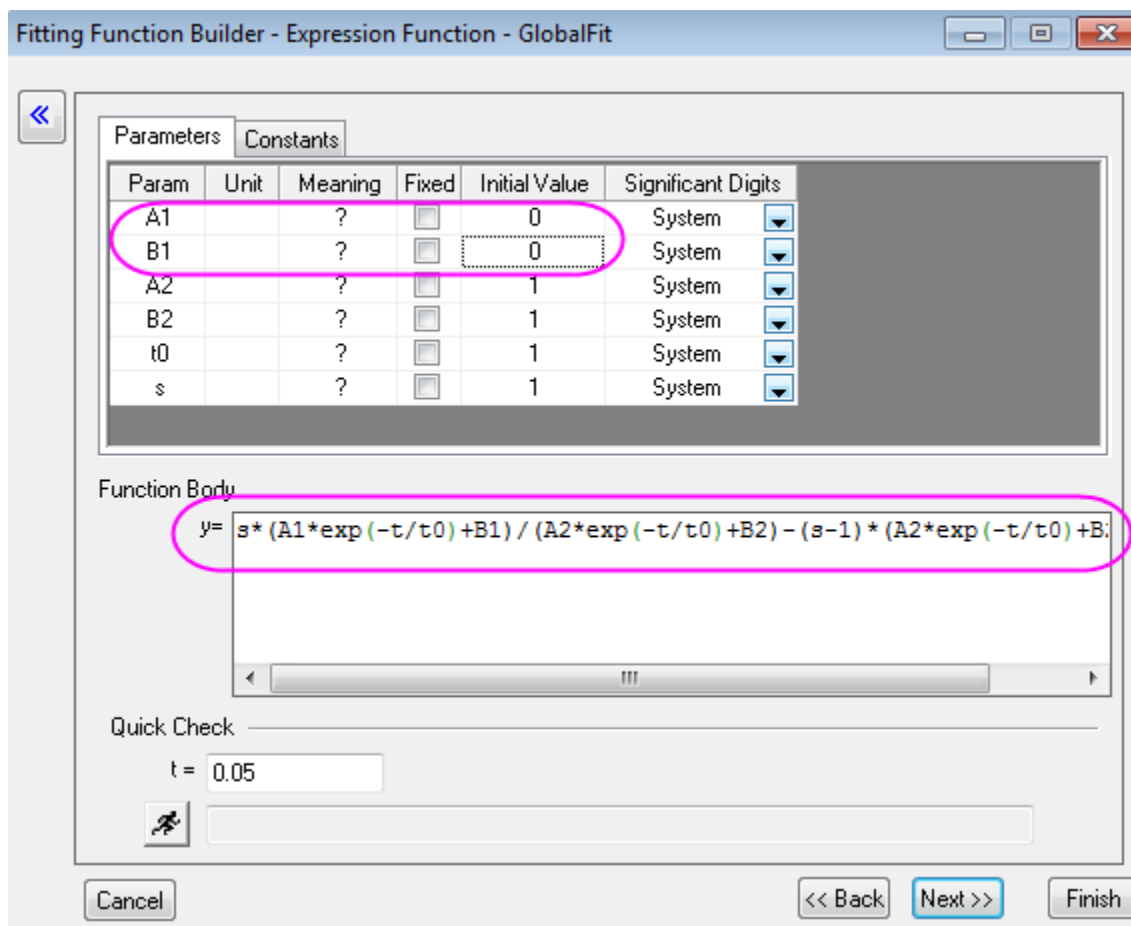 Fitting Function Builder - Expression Function - GlobalFit
Parameters Constants
Param Unit Meaning Fixed Initial Value Significant Digits
A1 ? 0 System
B1 ? 0 System
A2 ? 1 System
B2 ? 1 System
t0 ? 1 System
s ? 1 System
Function Body
y= s*(A1*exp(-t/t0)+B1)/(A2*exp(-t/t0)+B2)-(s-1)*(A2*exp(-t/t0)+B
Quick Check
t = 0.05
Cancel << Back Next >> Finish